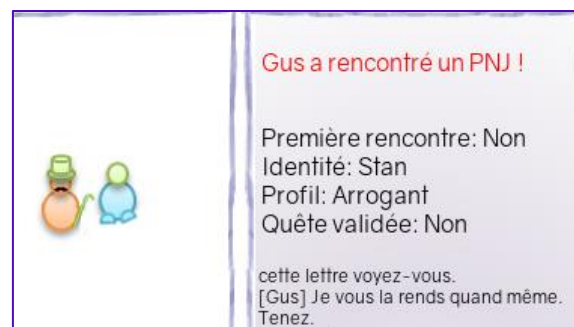 Gus a rencontré un PNJ !
Première rencontre: Non
Identité: Stan
Profil: Arrogant
Quête validée: Non
cette lettre voyez-vous.
[Gus] Je vous la rends quand même.
Tenez.